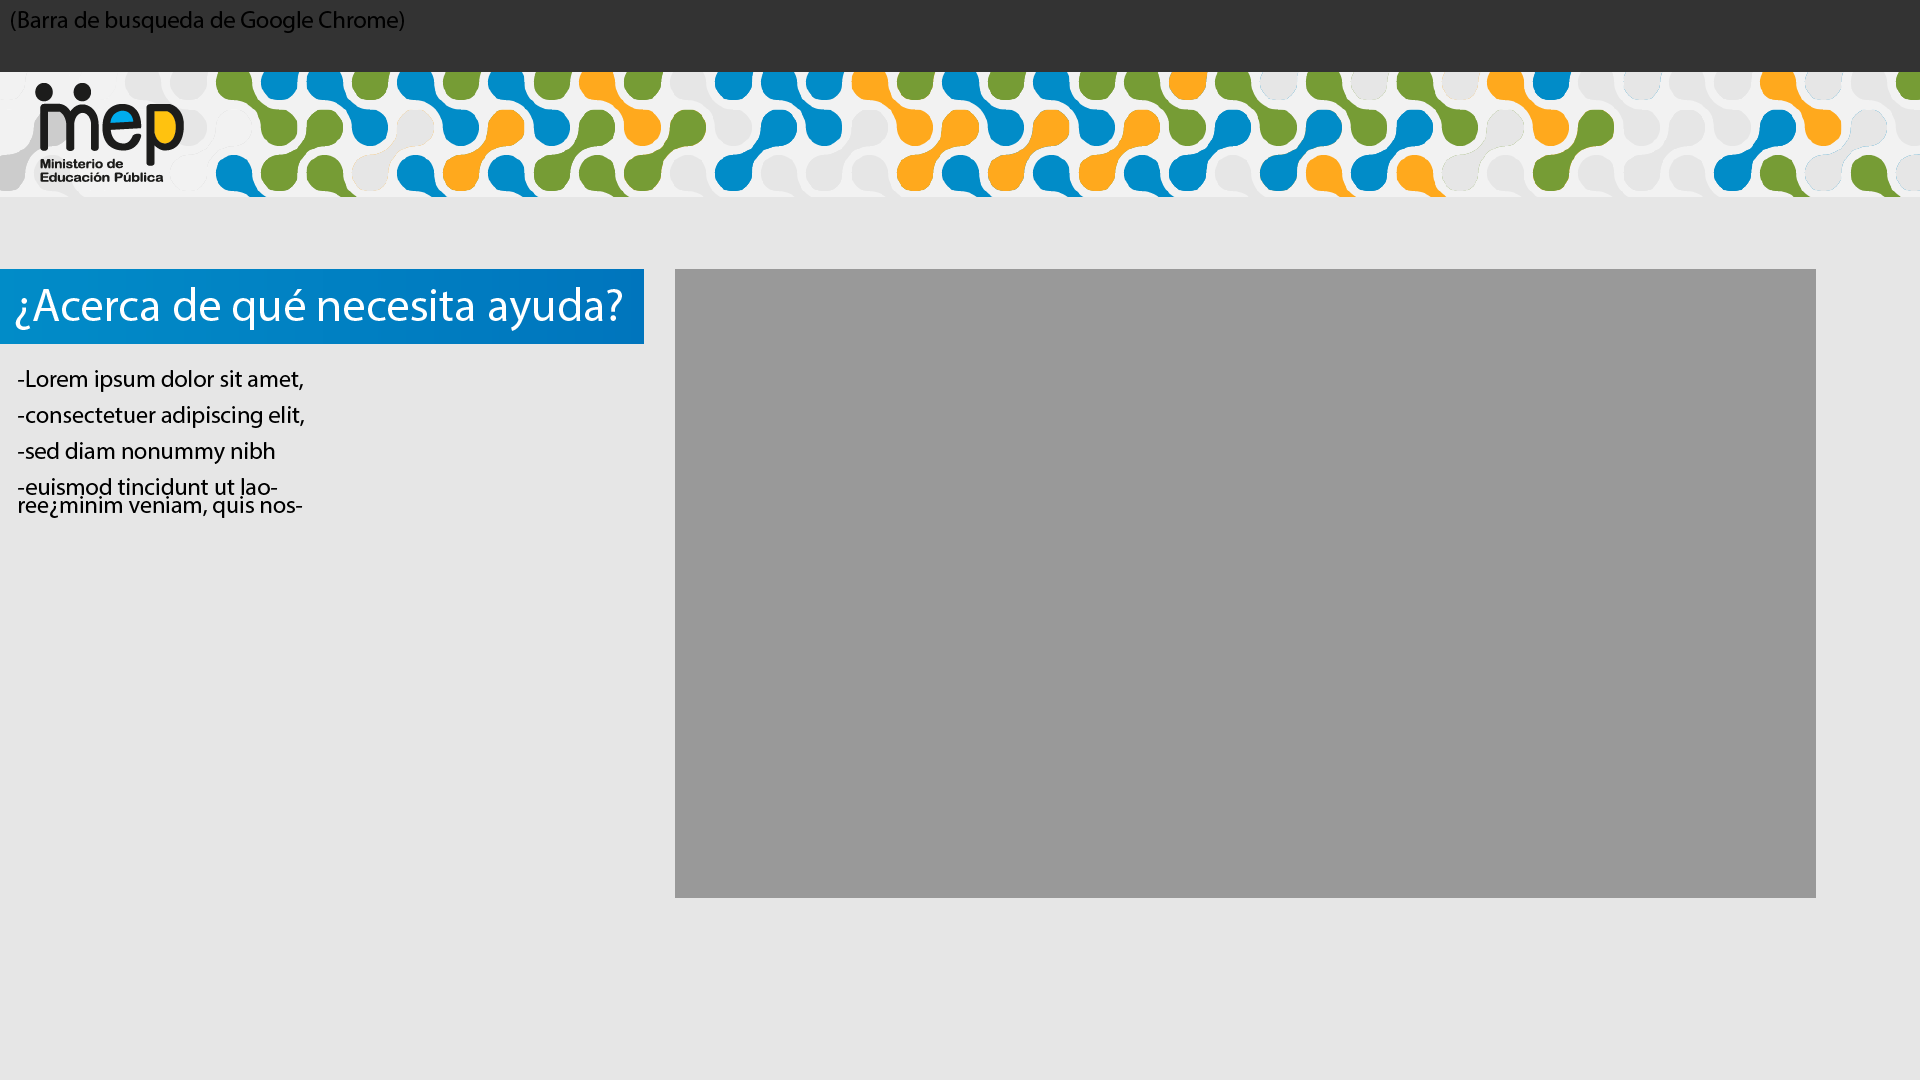 (Barra de busqueda de Google Chrome)
mep
Ministerio de
Educación Pública
¿Acerca de qué necesita ayuda?
-Lorem ipsum dolor sit amet,
-consectetuer adipiscing elit,
-sed diam nonummy nibh
-euismod tincidunt ut lao-
ree¿minim veniam, quis nos-